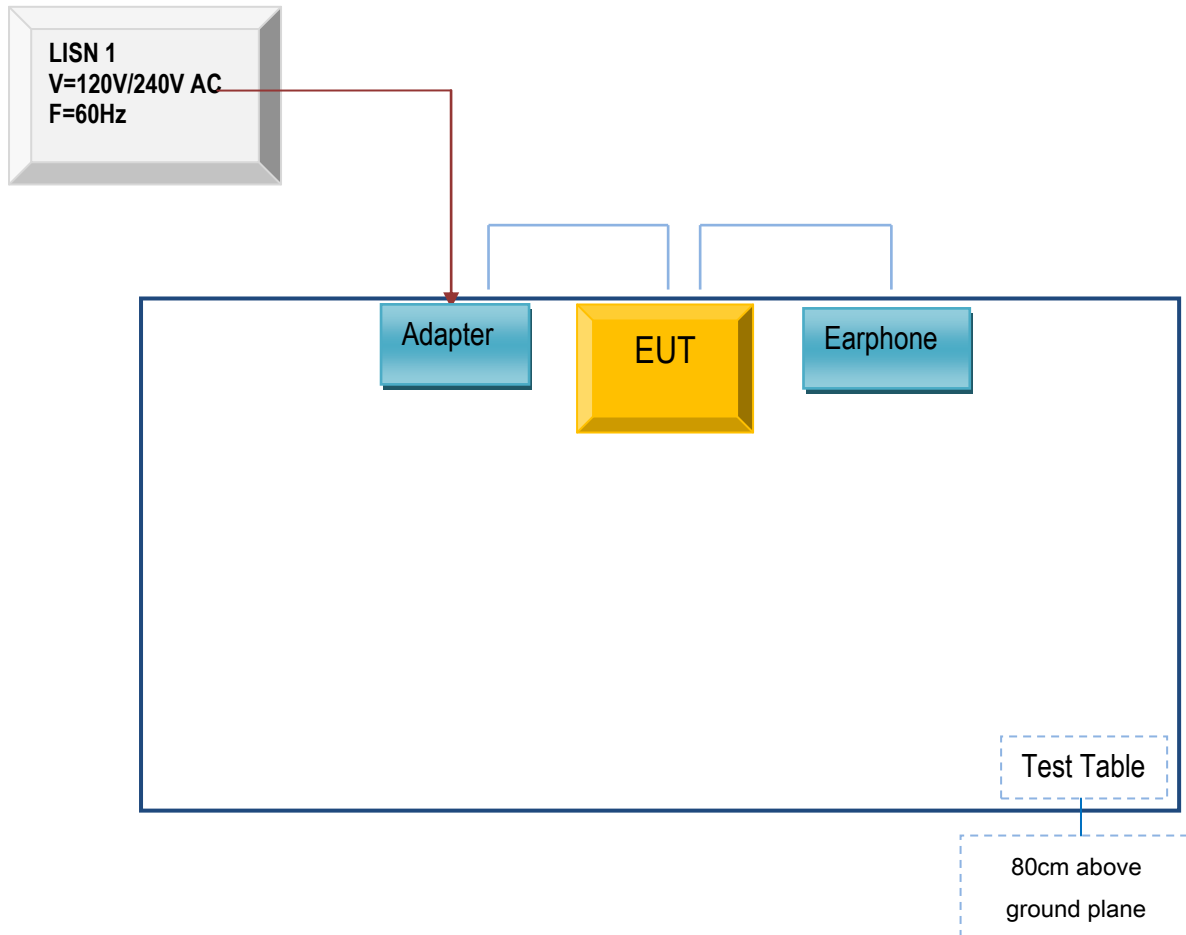 LISN 1
V=120V/240V AC
F=60Hz
Adapter
EUT
Earphone
Test Table
80cm above
ground plane